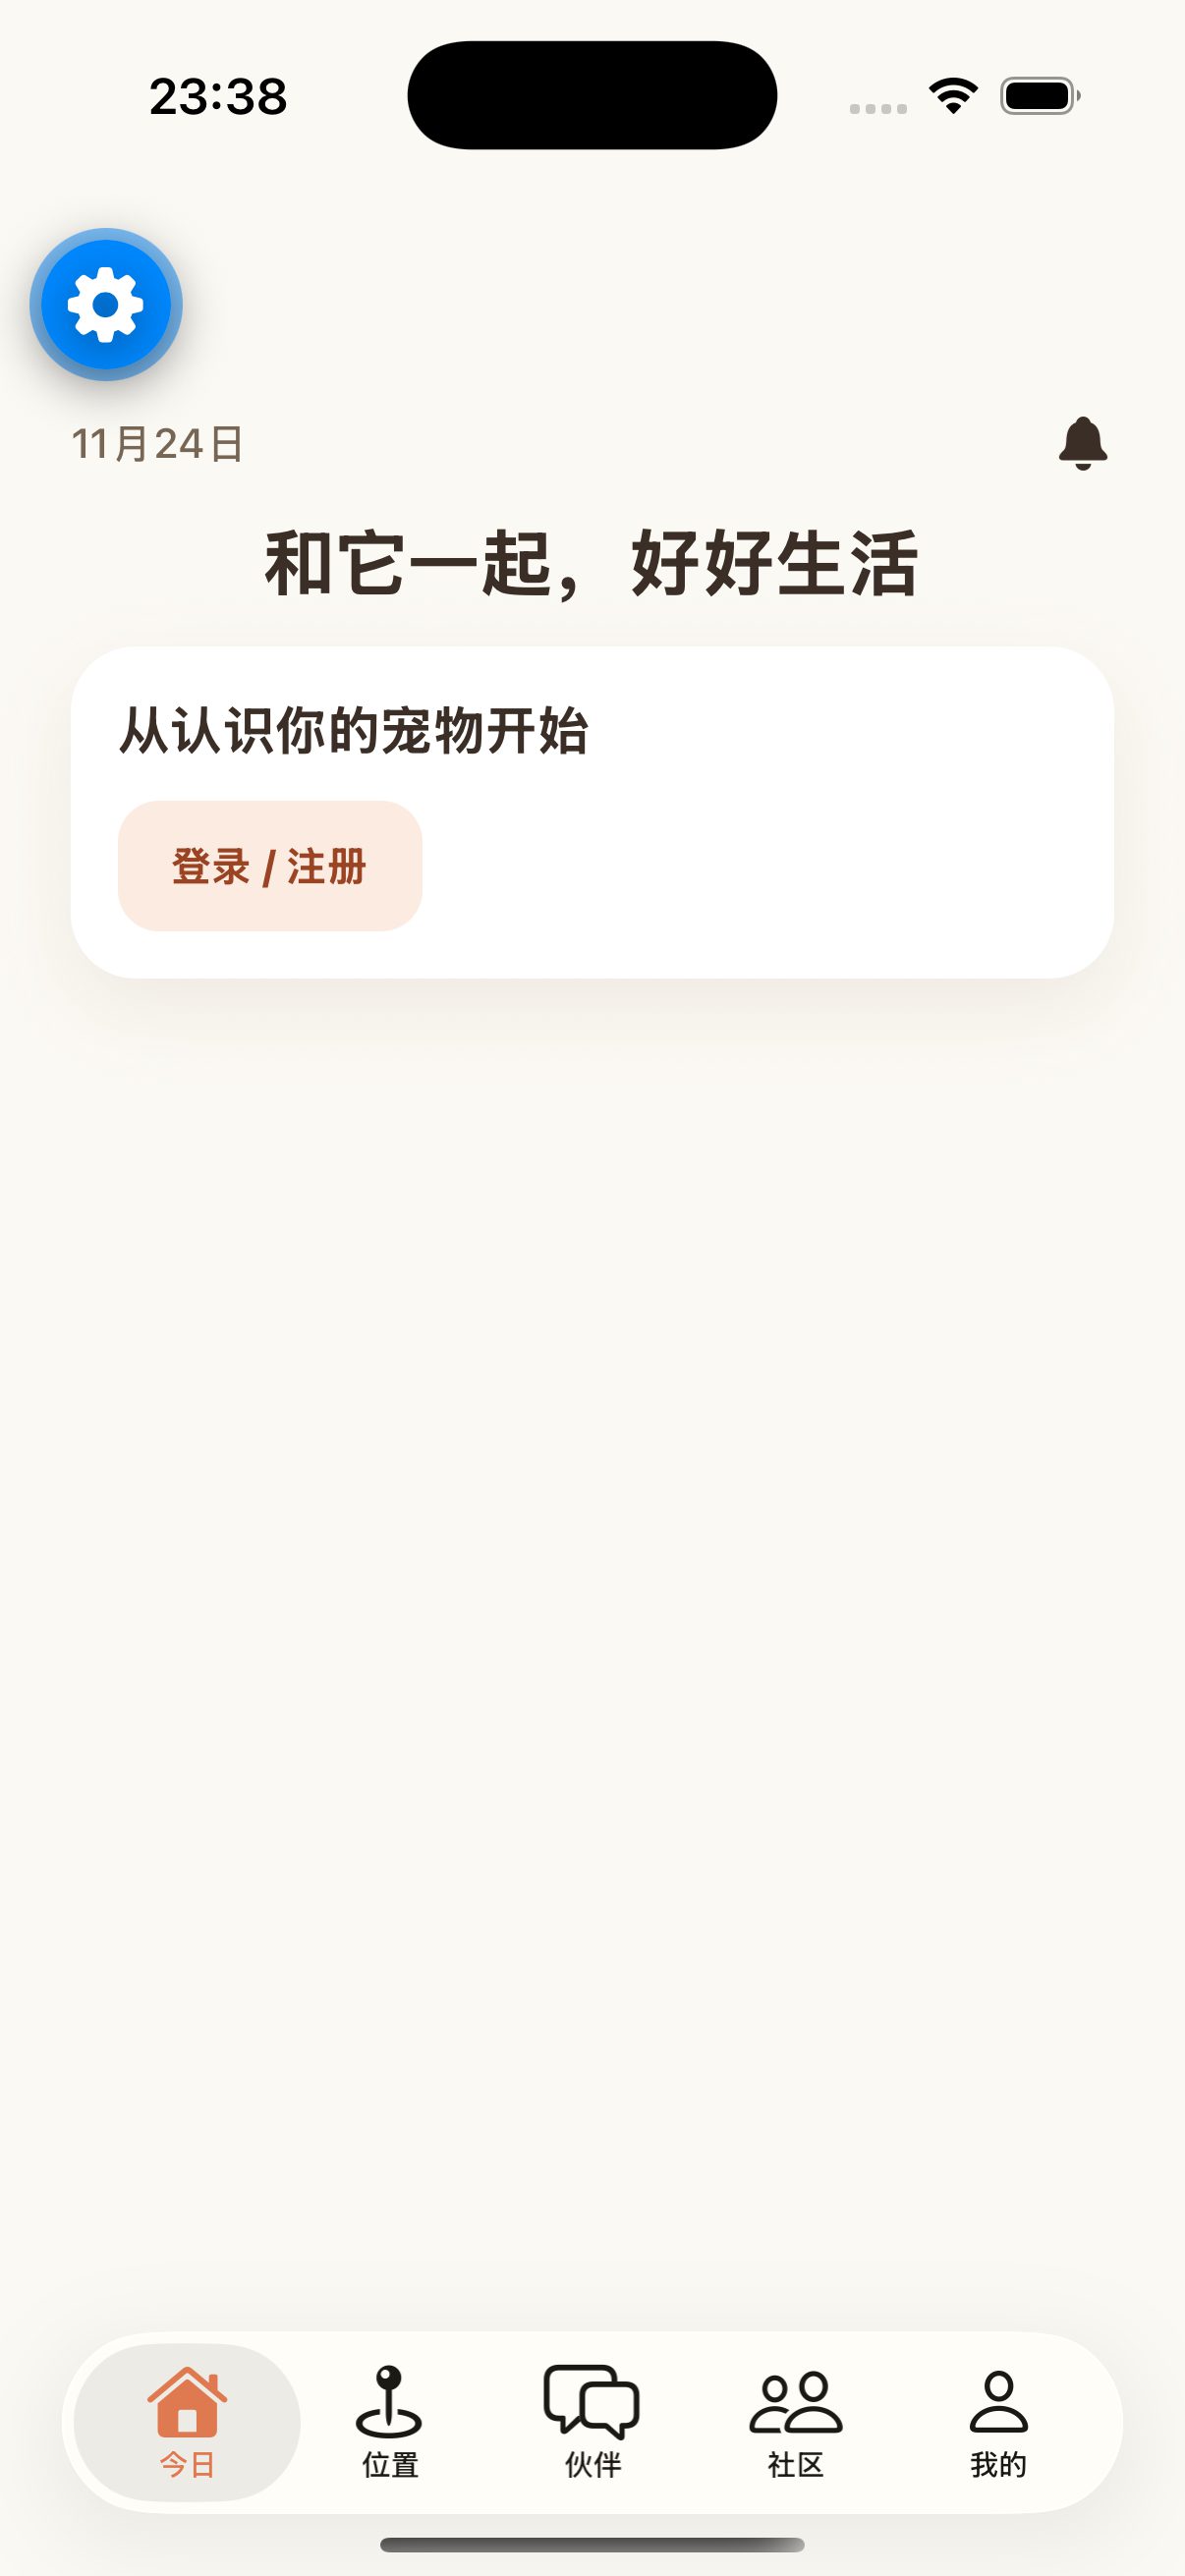 23:38
11月24日
和它一起，好好生活
从认识你的宠物开始
登录 / 注册
今日
位置
伙伴
社区
我的